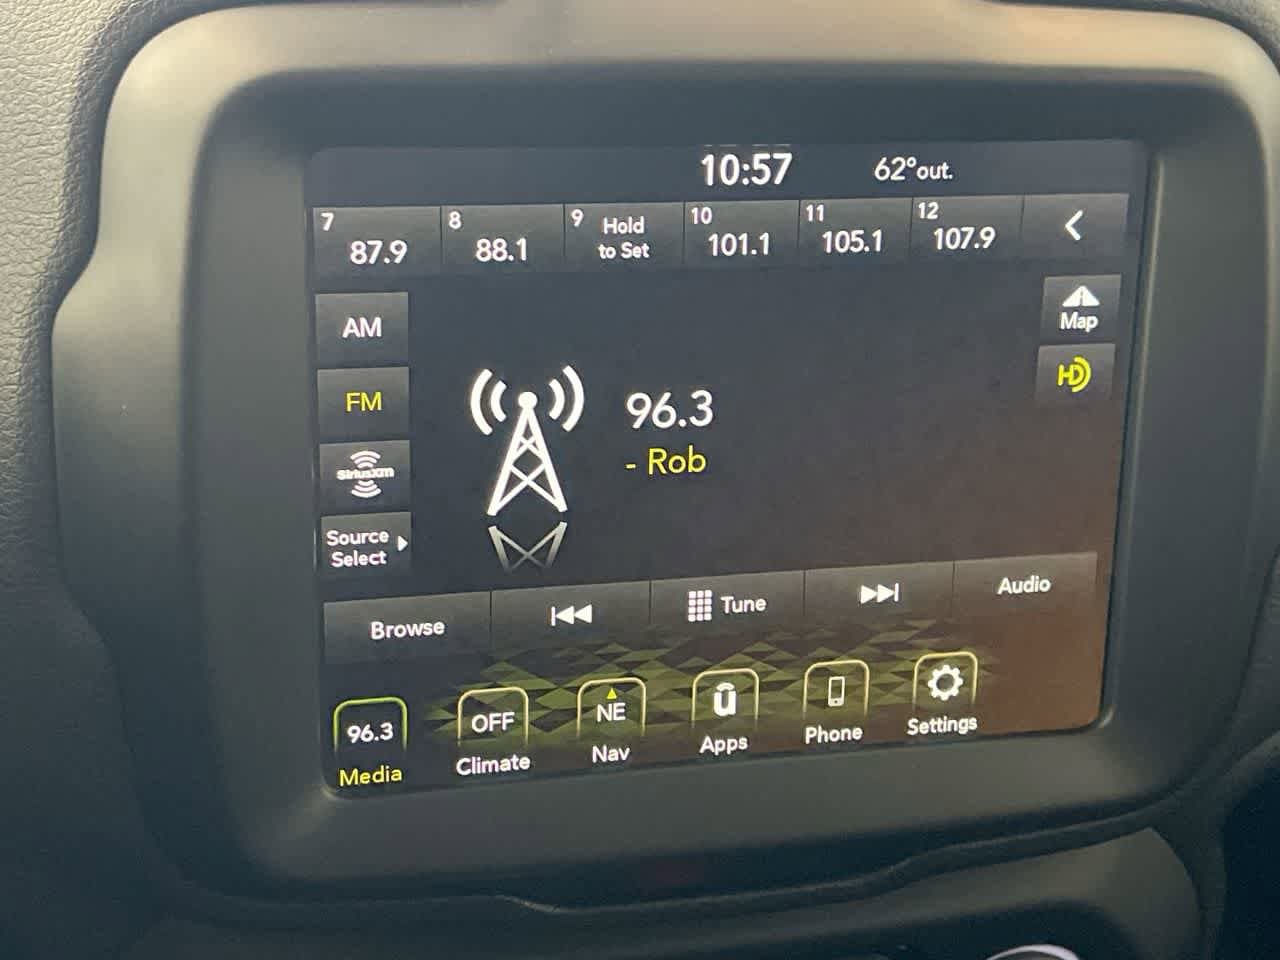 10:57 62°out.
7 87.9 8 88.1 9 Hold to Set 10 101.1 11 105.1 12 107.9
AM
Map
FM
HD
96.3
- Rob
SiriusXM
Source
Select
Browse Tune Audio
96.3 OFF NE
Media Climate Nav Apps Phone Settings